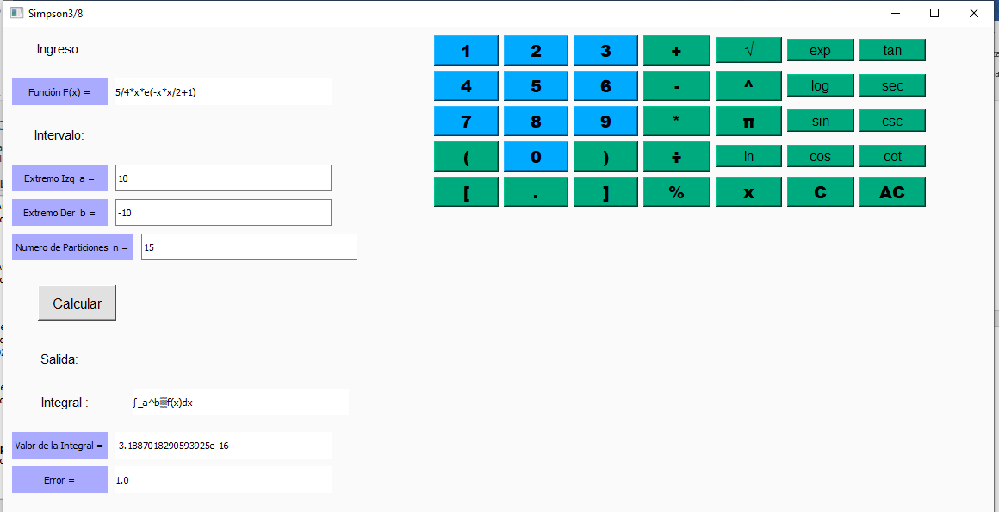 Simpson3/8
Ingreso:
Función F(x) = 5/4*x*e(-x*x/2+1)
Intervalo:
Extremo Izq a = 10
Extremo Der b = -10
Numero de Particiones n = 15
Calcular
Salida:
Integral : ∫_a^b▒f(x)dx
Valor de la Integral = -3.1887018290593925e-16
Error = 1.0
1 2 3 + √ exp tan
4 5 6 - ^ log sec
7 8 9 * π sin csc
( 0 ) ÷ ln cos cot
[ . ] % x C AC